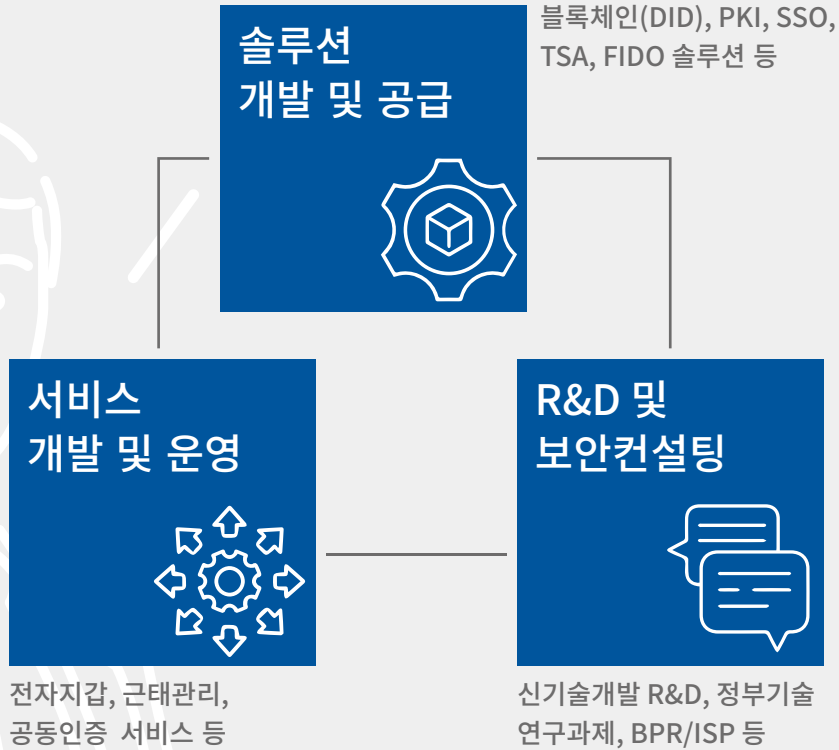 솔루션
개발 및 공급
블록체인(DID), PKI, SSO,
TSA, FIDO 솔루션 등
서비스
개발 및 운영
전자지갑, 근태관리,
공동인증 서비스 등
R&D 및
보안컨설팅
신기술개발 R&D, 정부기술
연구과제, BPR/ISP 등